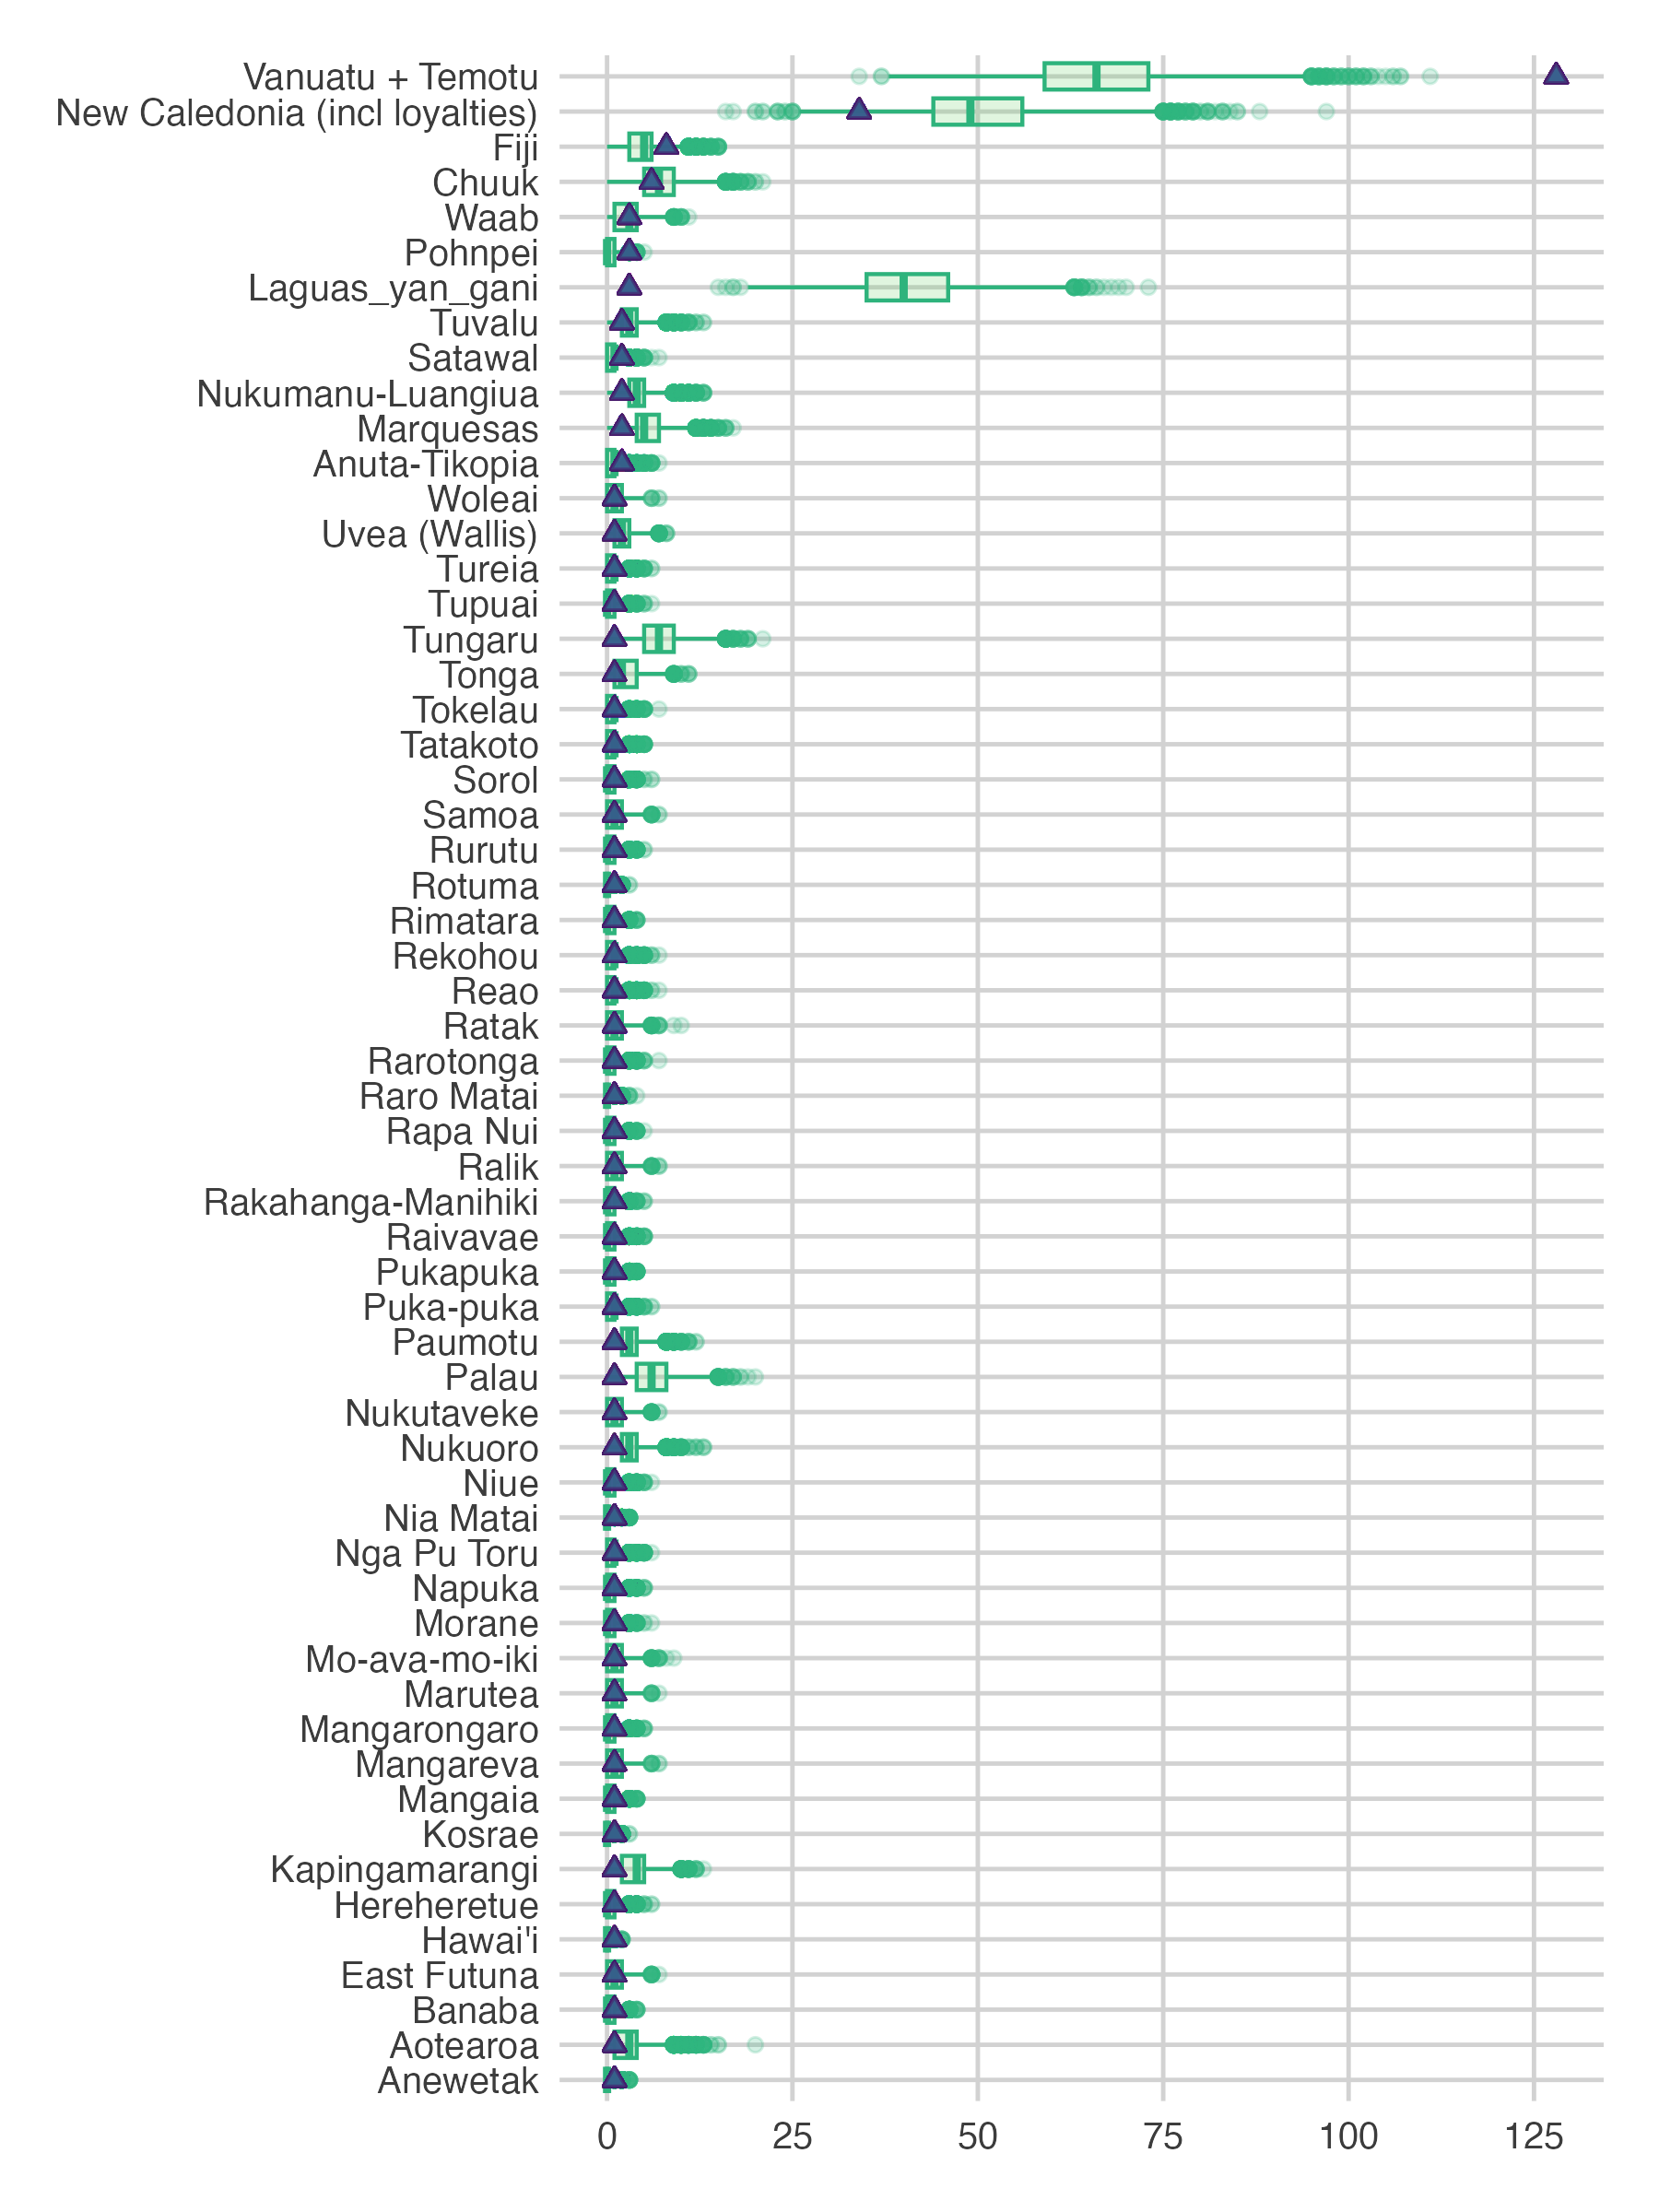 Vanuatu + Temotu
New Caledonia (incl loyalties)
Fiji
Chuuk
Waab
Pohnpei
Laguas_yan_gani
Tuvalu
Satawal
Nukumanu-Luangiua
Marquesas
Anuta-Tikopia
Woleai
Uvea (Wallis)
Tureia
Tupuai
Tungaru
Tonga
Tokelau
Tatakoto
Sorol
Samoa
Rurutu
Rotuma
Rimatara
Rekohou
Reao
Ratak
Rarotonga
Raro Matai
Rapa Nui
Ralik
Rakahanga-Manihiki
Raivavae
Pukapuka
Puka-puka
Paumotu
Palau
Nukutaveke
Nukuoro
Niue
Nia Matai
Nga Pu Toru
Napuka
Morane
Mo-ava-mo-iki
Marutea
Mangarongaro
Mangareva
Mangaia
Kosrae
Kapingamarangi
Hereheretue
Hawai'i
East Futuna
Banaba
Aotearoa
Anewetak
0 25 50 75 100 125